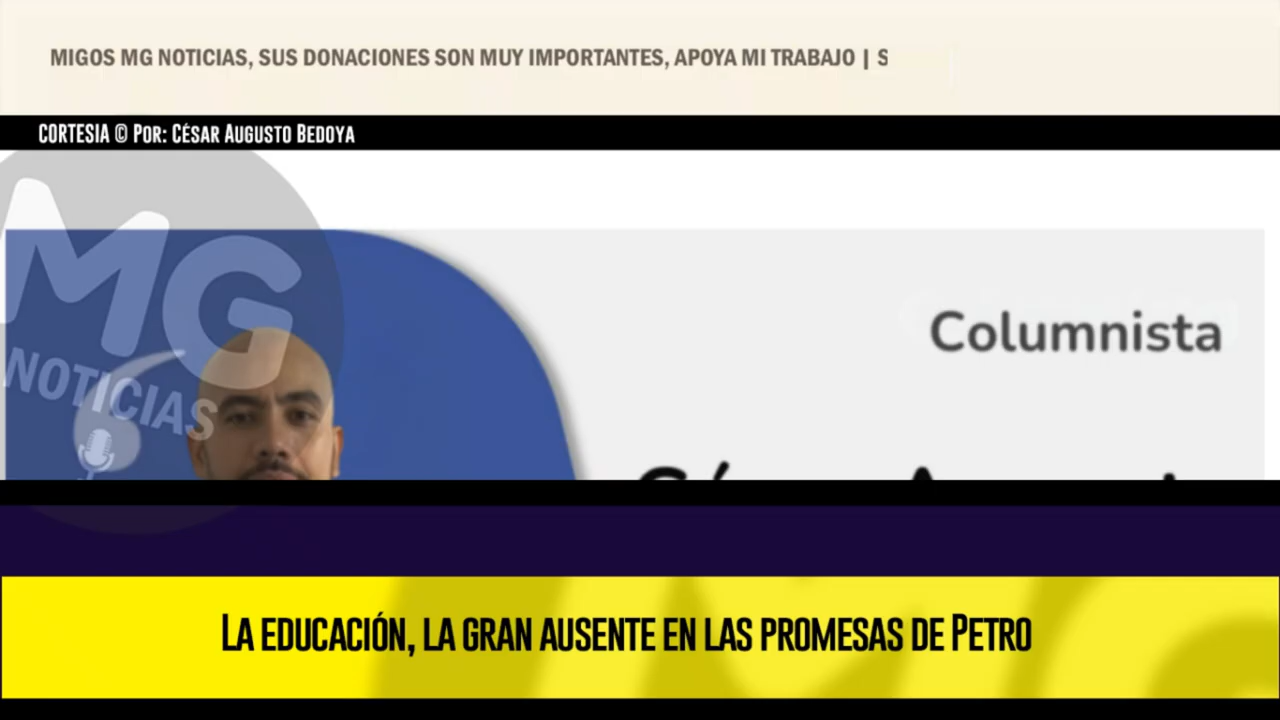 MIGOS MG NOTICIAS, SUS DONACIONES SON MUY IMPORTANTES, APOYA MI TRABAJO | S
CORTESIA © POR: CÉSAR AUGUSTO BEDOYA
MG
NOTICIAS
Columnista
LA EDUCACIÓN, LA GRAN AUSENTE EN LAS PROMESAS DE PETRO